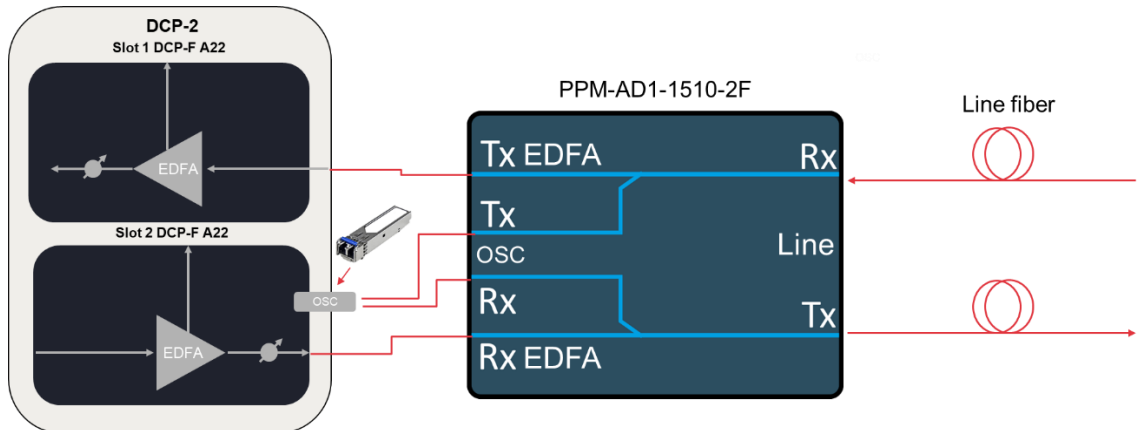 DCP-2
Slot 1 DCP-F A22
EDFA
Slot 2 DCP-F A22
OSC
EDFA
PPM-AD1-1510-2F
Tx EDFA
Rx
Tx
OSC
Line
Rx
Tx
Rx EDFA
Line fiber